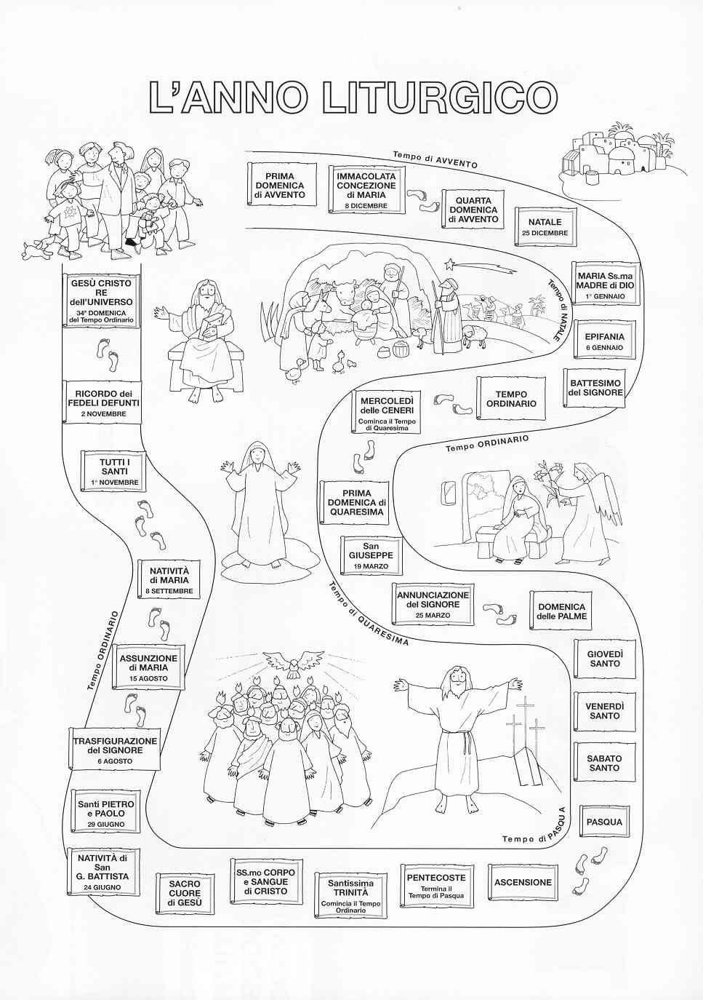 L'ANNO LITURGICO
Tempo di AVVENTO
PRIMA
DOMENICA
di AVVENTO
IMMACOLATA
CONCEZIONE
di MARIA
8 DICEMBRE
QUARTA
DOMENICA
di AVVENTO
NATALE
25 DICEMBRE
Tempo di NATALE
MARIA Ss.ma
MADRE di DIO
1° GENNAIO
EPIFANIA
6 GENNAIO
BATTESIMO
del SIGNORE
TEMPO
ORDINARIO
Tempo ORDINARIO
MERCOLEDÌ
delle CENERI
Cominca il Tempo
di Quaresima
PRIMA
DOMENICA di
QUARESIMA
San
GIUSEPPE
19 MARZO
Tempo di QUARESIMA
ANNUNCIAZIONE
del SIGNORE
25 MARZO
DOMENICA
delle PALME
GIOVEDÌ
SANTO
VENERDÌ
SANTO
SABATO
SANTO
PASQUA
Tempo di PASQUA
ASCENSIONE
PENTECOSTE
Termina il
Tempo di Pasqua
Santissima
TRINITÀ
Comincia il Tempo
Ordinario
SS.mo CORPO
e SANGUE
di CRISTO
SACRO
CUORE
di GESÙ
NATIVITÀ di
San
G. BATTISTA
24 GIUGNO
Santi PIETRO
e PAOLO
29 GIUGNO
TRASFIGURAZIONE
del SIGNORE
6 AGOSTO
ASSUNZIONE
di MARIA
15 AGOSTO
Tempo ORDINARIO
NATIVITÀ
di MARIA
8 SETTEMBRE
TUTTI I
SANTI
1° NOVEMBRE
RICORDO dei
FEDELI DEFUNTI
2 NOVEMBRE
GESÙ CRISTO
RE
dell'UNIVERSO
34ª DOMENICA
del Tempo Ordinario